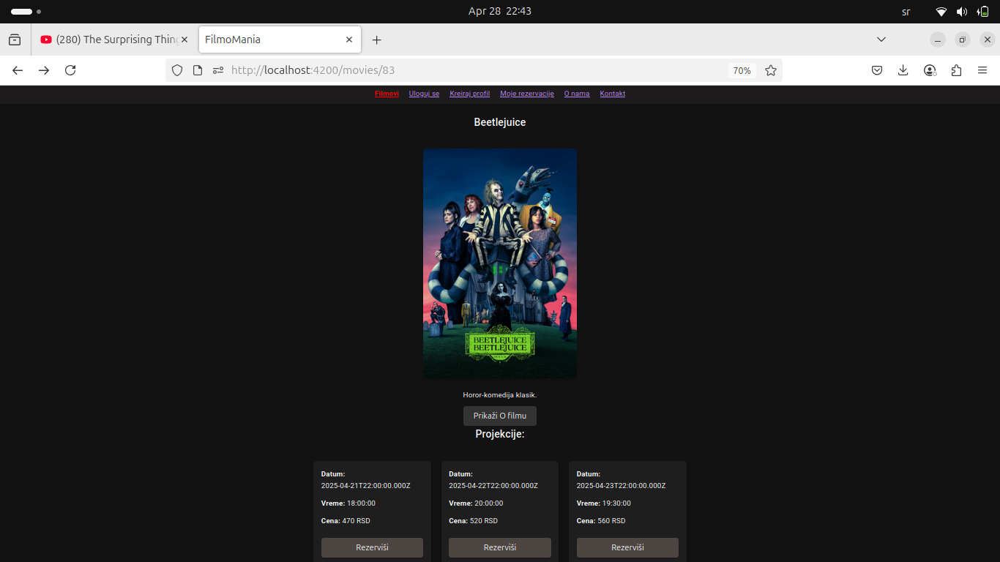 Apr 28 22:43
sr
(280) The Surprising Thing
FilmoMania
http://localhost:4200/movies/83
70%
Filmovi Uloguj se Kreiraj profil Moje rezervacije O nama Kontakt
Beetlejuice
BEETLEJUICE
BEETLEJUICE
Horor-komedija klasik.
Prikaži O filmu
Projekcije:
Datum:
2025-04-21T22:00:00.000Z
Vreme: 18:00:00
Cena: 470 RSD
Rezerviši
Datum:
2025-04-22T22:00:00.000Z
Vreme: 20:00:00
Cena: 520 RSD
Rezerviši
Datum:
2025-04-23T22:00:00.000Z
Vreme: 19:30:00
Cena: 560 RSD
Rezerviši